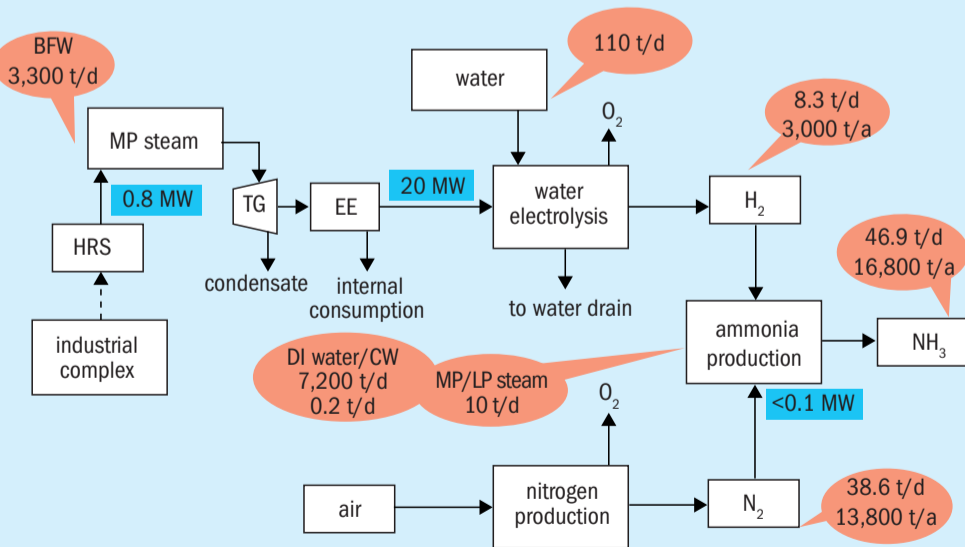 BFW
3,300 t/d
MP steam
0.8 MW
HRS
industrial
complex
TG
condensate
EE
internal
consumption
20 MW
water
110 t/d
O₂
water
electrolysis
to water drain
8.3 t/d
3,000 t/a
H₂
46.9 t/d
16,800 t/a
ammonia
production
NH₃
DI water/CW
7,200 t/d
0.2 t/d
MP/LP steam
10 t/d
<0.1 MW
O₂
air
nitrogen
production
N₂
38.6 t/d
13,800 t/a